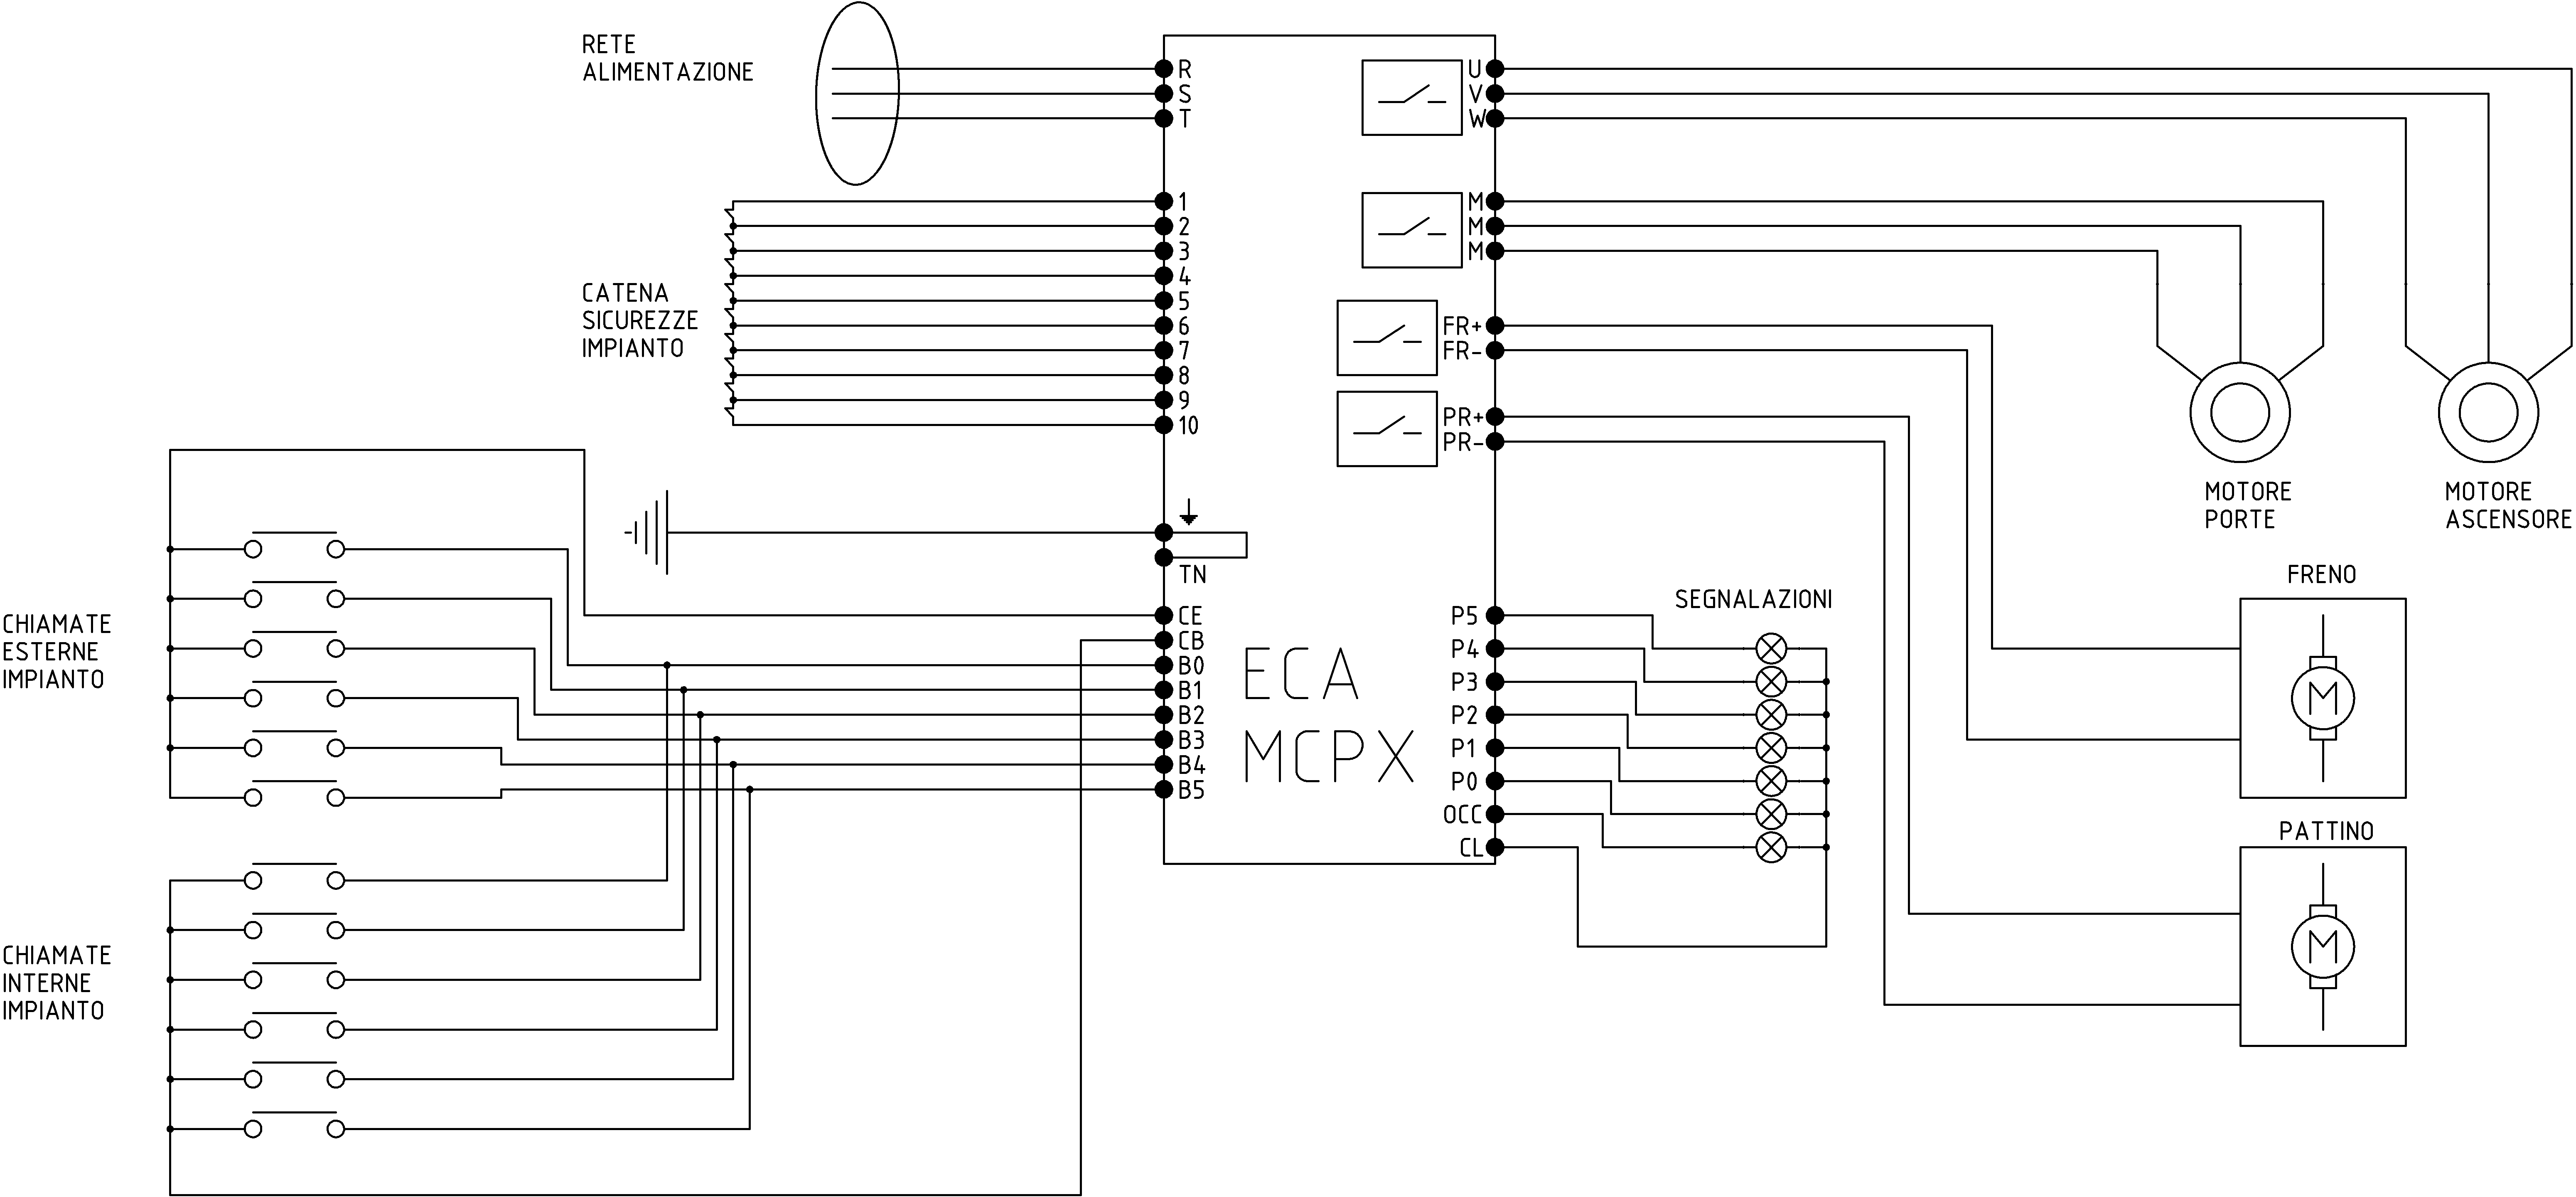 RETE
ALIMENTAZIONE
R
S
T
U
V
W
CATENA
SICUREZZE
IMPIANTO
1
2
3
4
5
6
7
8
9
10
M
M
M
FR+
FR-
PR+
PR-
MOTORE
PORTE
MOTORE
ASCENSORE
TN
CHIAMATE
ESTERNE
IMPIANTO
CE
CB
B0
B1
B2
B3
B4
B5
ECA
MCPX
P5
P4
P3
P2
P1
P0
OCC
CL
SEGNALAZIONI
FRENO
M
PATTINO
M
CHIAMATE
INTERNE
IMPIANTO